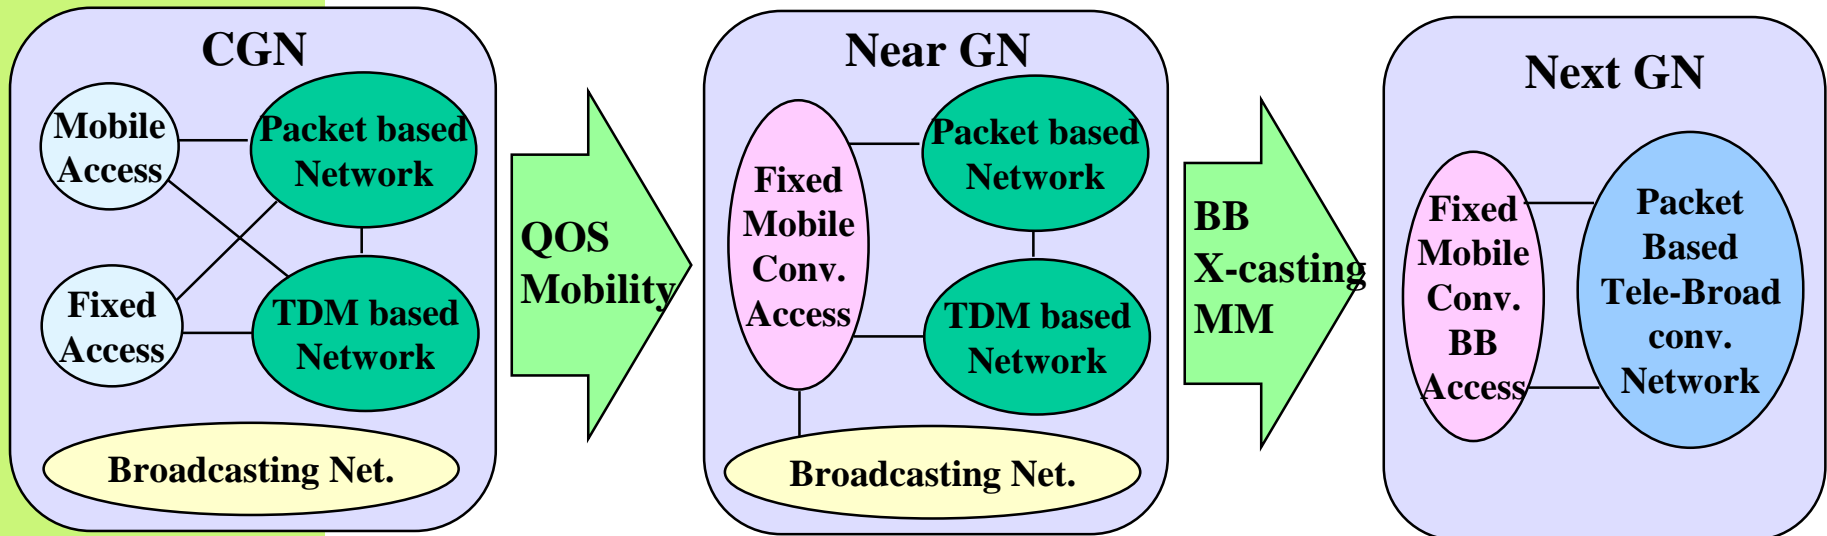 CGN
Mobile
Access
Packet based
Network
Fixed
Access
TDM based
Network
Broadcasting Net.
QOS
Mobility
Near GN
Fixed
Mobile
Conv.
Access
Packet based
Network
TDM based
Network
Broadcasting Net.
BB
X-casting
MM
Next GN
Fixed
Mobile
Conv.
BB
Access
Packet
Based
Tele-Broad
conv.
Network